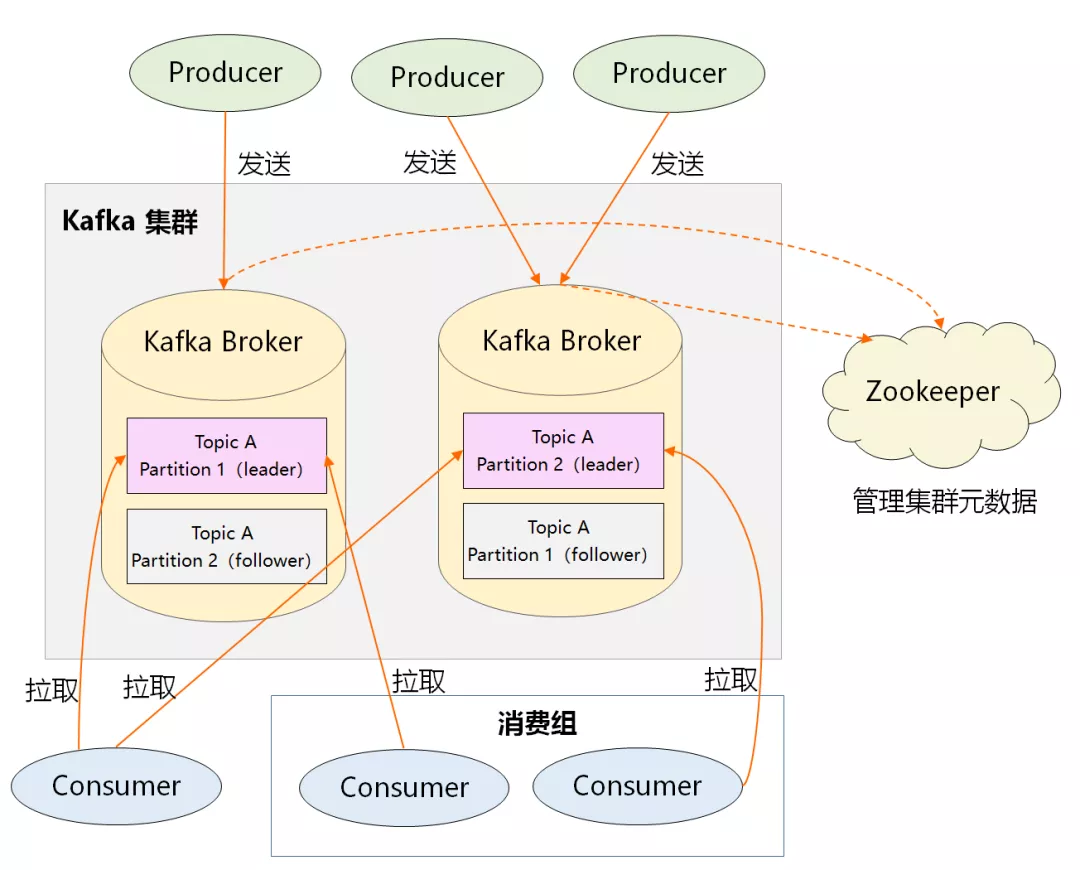 Producer
Producer
Producer
发送
发送
发送
Kafka 集群
Kafka Broker
Kafka Broker
Zookeeper
管理集群元数据
Topic A
Partition 1（leader）
Topic A
Partition 2（follower）
Topic A
Partition 2（leader）
Topic A
Partition 1（follower）
拉取
拉取
拉取
拉取
消费组
Consumer
Consumer
Consumer